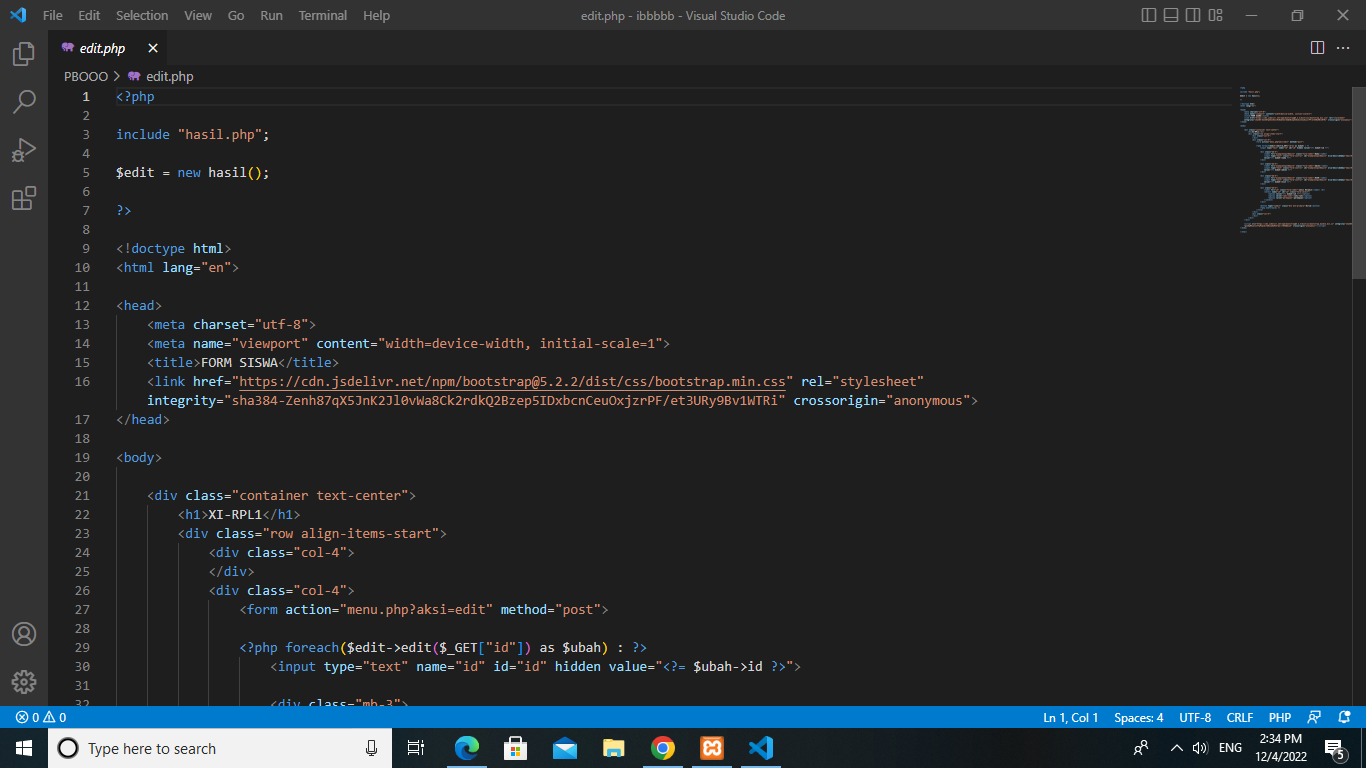 File Edit Selection View Go Run Terminal Help edit.php - ibbbbb - Visual Studio Code
edit.php
PBOOO > edit.php
1 <?php
2
3 include "hasil.php";
4
5 $edit = new hasil();
6
7 ?>
8
9 <!doctype html>
10 <html lang="en">
11
12 <head>
13 <meta charset="utf-8">
14 <meta name="viewport" content="width=device-width, initial-scale=1">
15 <title>FORM SISWA</title>
16 <link href="https://cdn.jsdelivr.net/npm/bootstrap@5.2.2/dist/css/bootstrap.min.css" rel="stylesheet"
integrity="sha384-Zenh87qX5JnK2Jl0vWa8Ck2rdkQ2Bzep5IDxbcnCeuOxjzrPF/et3URy9Bv1WTRi" crossorigin="anonymous">
17 </head>
18
19 <body>
20
21 <div class="container text-center">
22 <h1>XI-RPL1</h1>
23 <div class="row align-items-start">
24 <div class="col-4">
25 </div>
26 <div class="col-4">
27 <form action="menu.php?aksi=edit" method="post">
28
29 <?php foreach($edit->edit($_GET["id"]) as $ubah) : ?>
30 <input type="text" name="id" id="id" hidden value="<?= $ubah->id ?>">
31
32 <div class="mb-3">
0 0 Ln 1, Col 1 Spaces: 4 UTF-8 CRLF PHP
Type here to search ENG 2:34 PM
12/4/2022 5